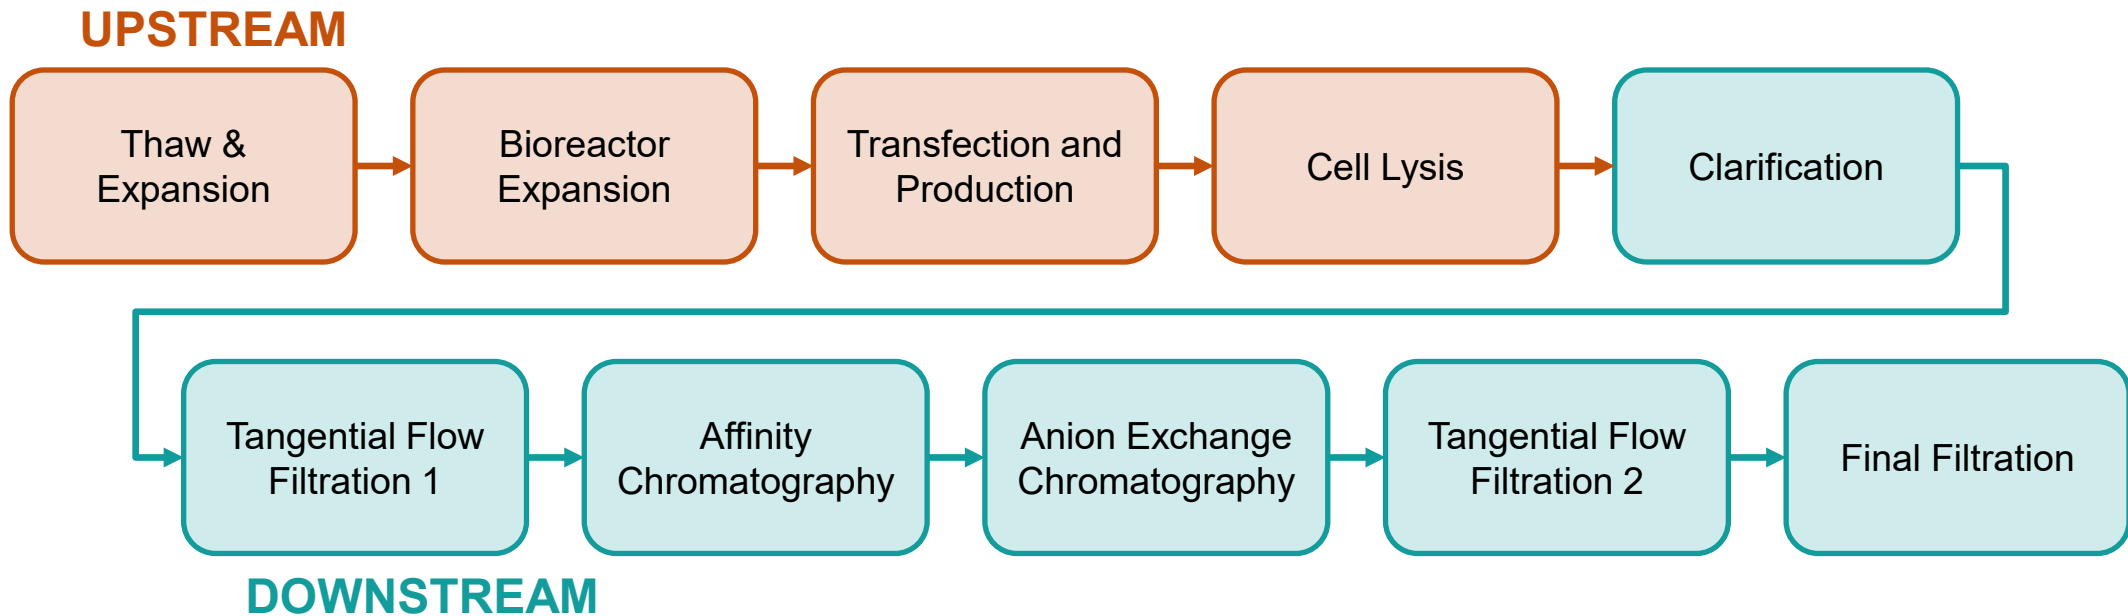 UPSTREAM
Thaw &
Expansion
Bioreactor
Expansion
Transfection and
Production
Cell Lysis
Clarification
Tangential Flow
Filtration 1
Affinity
Chromatography
Anion Exchange
Chromatography
Tangential Flow
Filtration 2
Final Filtration
DOWNSTREAM